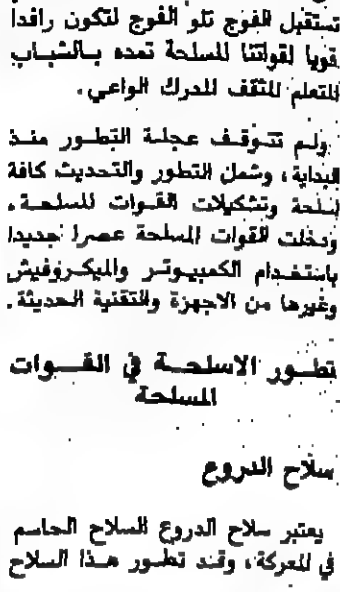 تستقبل الفوج تلو الفوج لتكون رافدا
قويا لقواتنا المسلحة تمده بالشباب
المتعلم المثقف المدرك الواعي.
ولم تتوقف عجلة التطور منذ
البداية، وشمل التطور والتحديث كافة
اسلحة وتشكيلات القوات المسلحة.
ودخلت القوات المسلحة عصرا جديدا
باستخدام الكمبيوتر والميكروفيش
وغيرها من الاجهزة والتقنية الحديثة.
تطور الاسلحة في القوات
المسلحة
سلاح الدروع
يعتبر سلاح الدروع السلاح الحاسم
في المعركة، وقد تطور هذا السلاح